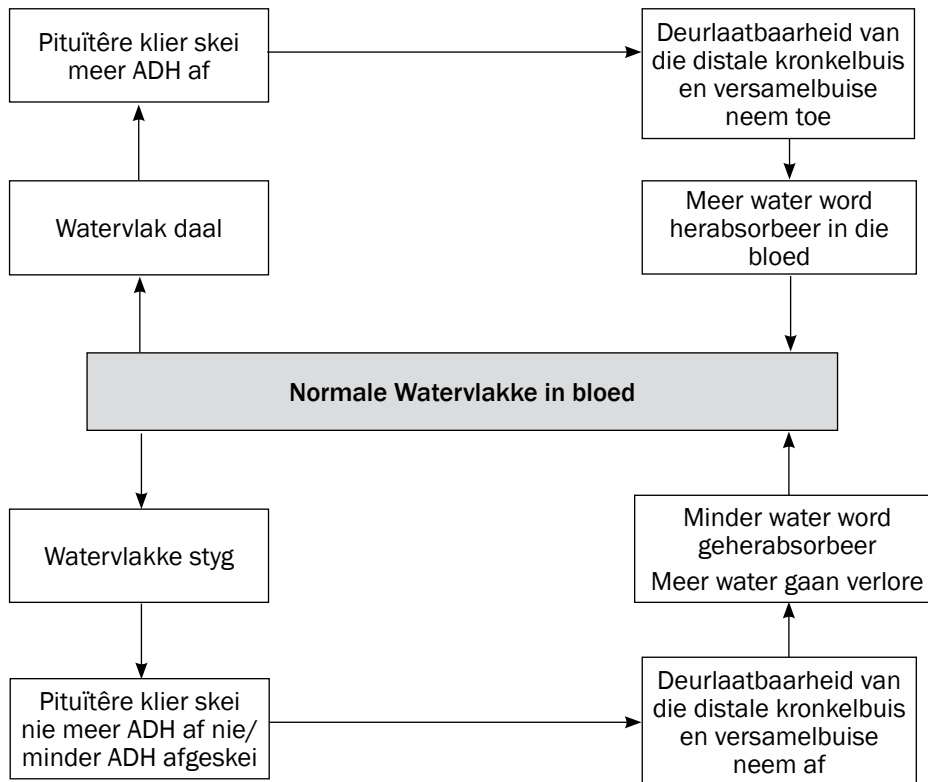 Pituïtêre klier skei
meer ADH af
Deurlaatbaarheid van
die distale kronkelbuis
en versamelbuise
neem toe
Watervlak daal
Meer water word
herabsorbeer in die
bloed
Normale Watervlakke in bloed
Watervlakke styg
Minder water word
geherabsorbeer
Meer water gaan verlore
Pituïtêre klier skei
nie meer ADH af nie/
minder ADH afgeskei
Deurlaatbaarheid van
die distale kronkelbuis
en versamelbuise
neem af